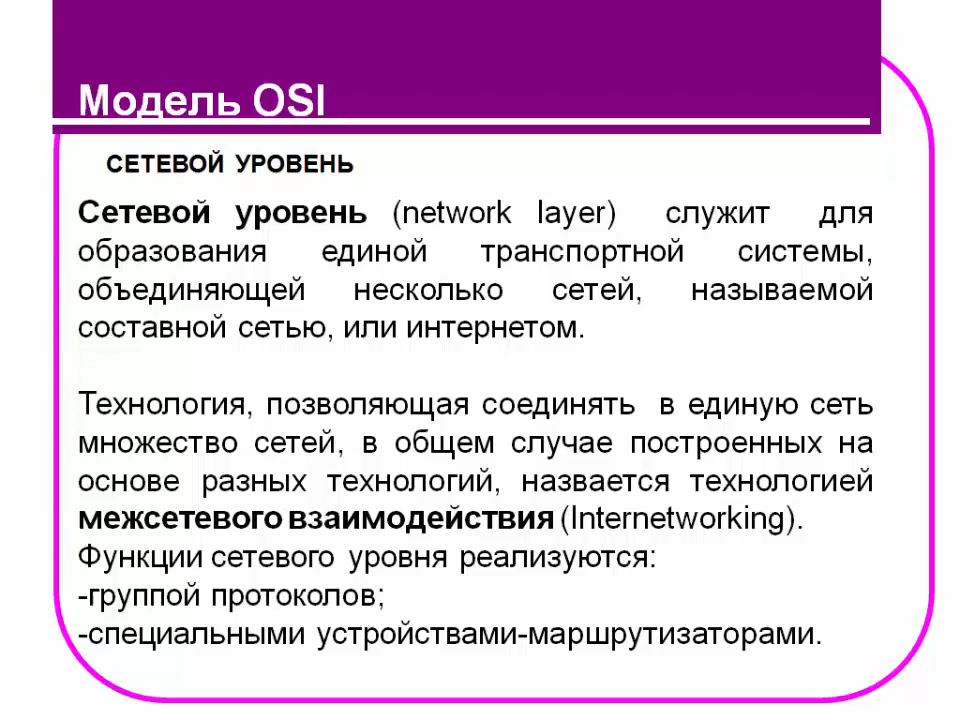 Модель OSI
СЕТЕВОЙ УРОВЕНЬ
Сетевой уровень (network layer) служит для
образования единой транспортной системы,
объединяющей несколько сетей, называемой
составной сетью, или интернетом.
Технология, позволяющая соединять в единую сеть
множество сетей, в общем случае построенных на
основе разных технологий, назвается технологией
межсетевого взаимодействия (Internetworking).
Функции сетевого уровня реализуются:
-группой протоколов;
-специальными устройствами-маршрутизаторами.